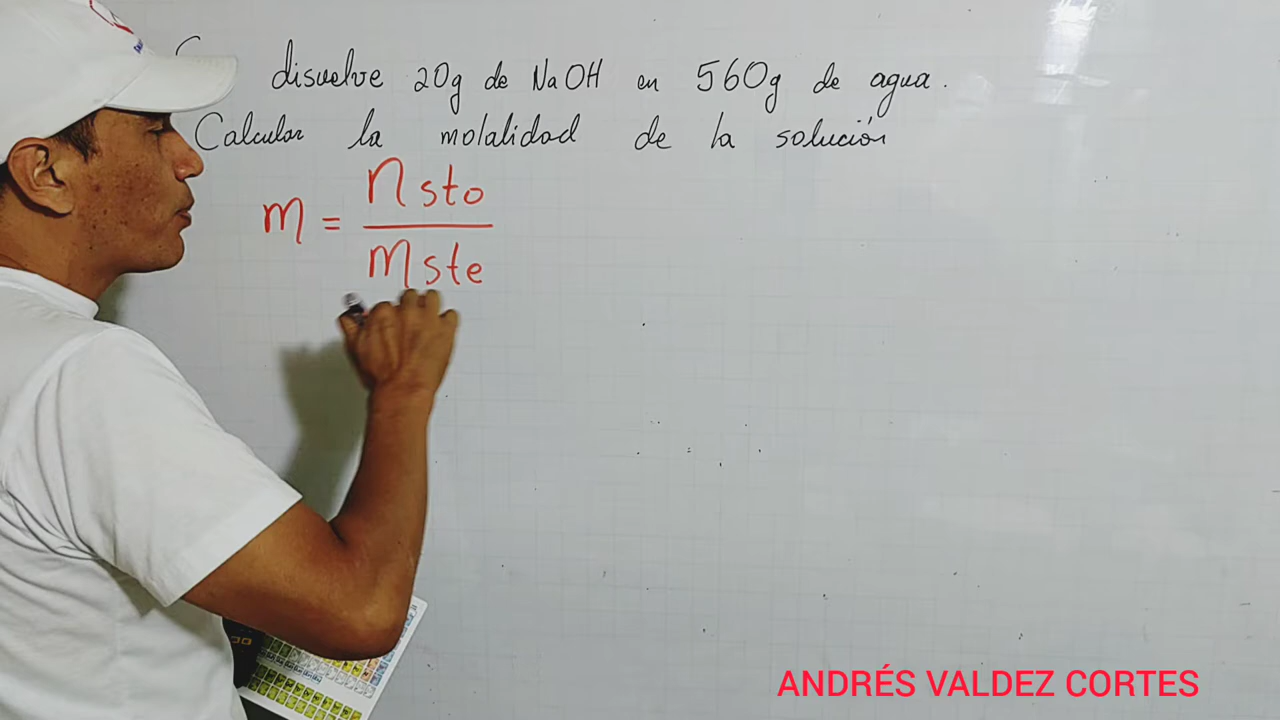 disuelve 20g de NaOH en 560g de agua.
Calcular la molalidad de la solución
m = nsto
mste
ANDRÉS VALDEZ CORTES